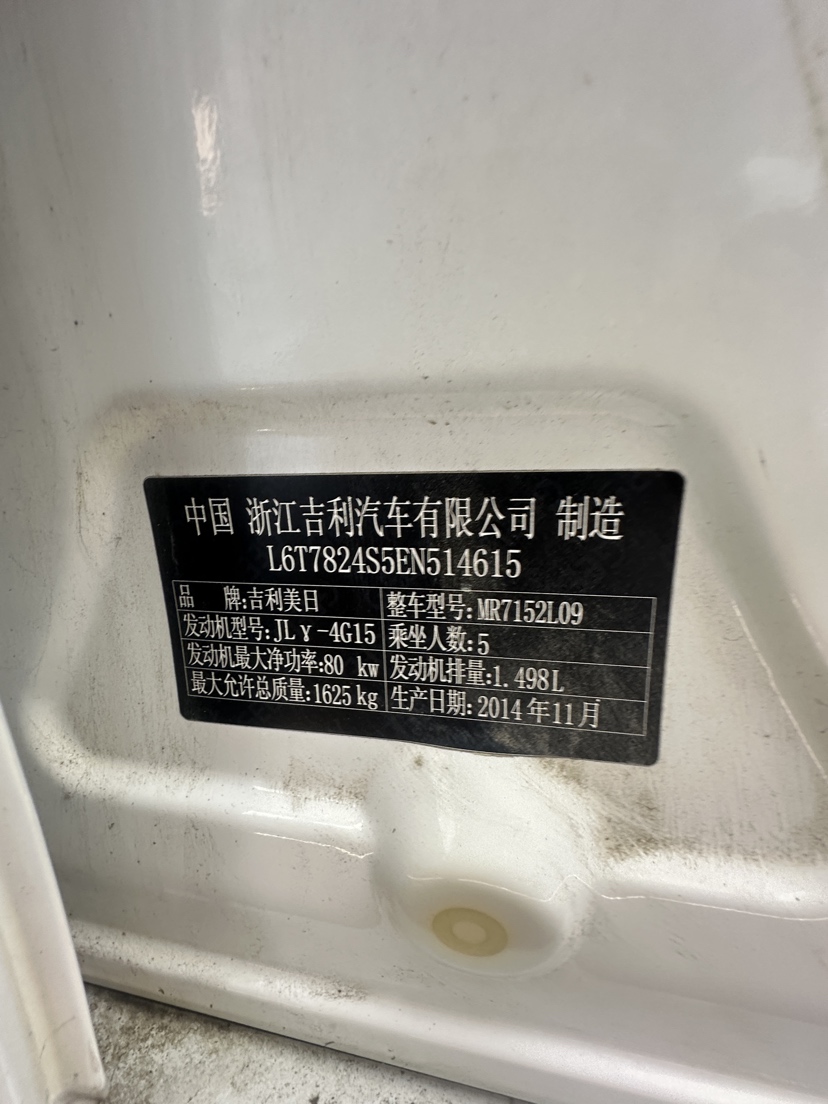 中国 浙江吉利汽车有限公司 制造
L6T7824S5EN514615
品 牌:吉利美日 整车型号:MR7152L09
发动机型号:JLγ-4G15 乘坐人数:5
发动机最大净功率:80 kw 发动机排量:1.498L
最大允许总质量:1625kg 生产日期:2014年11月